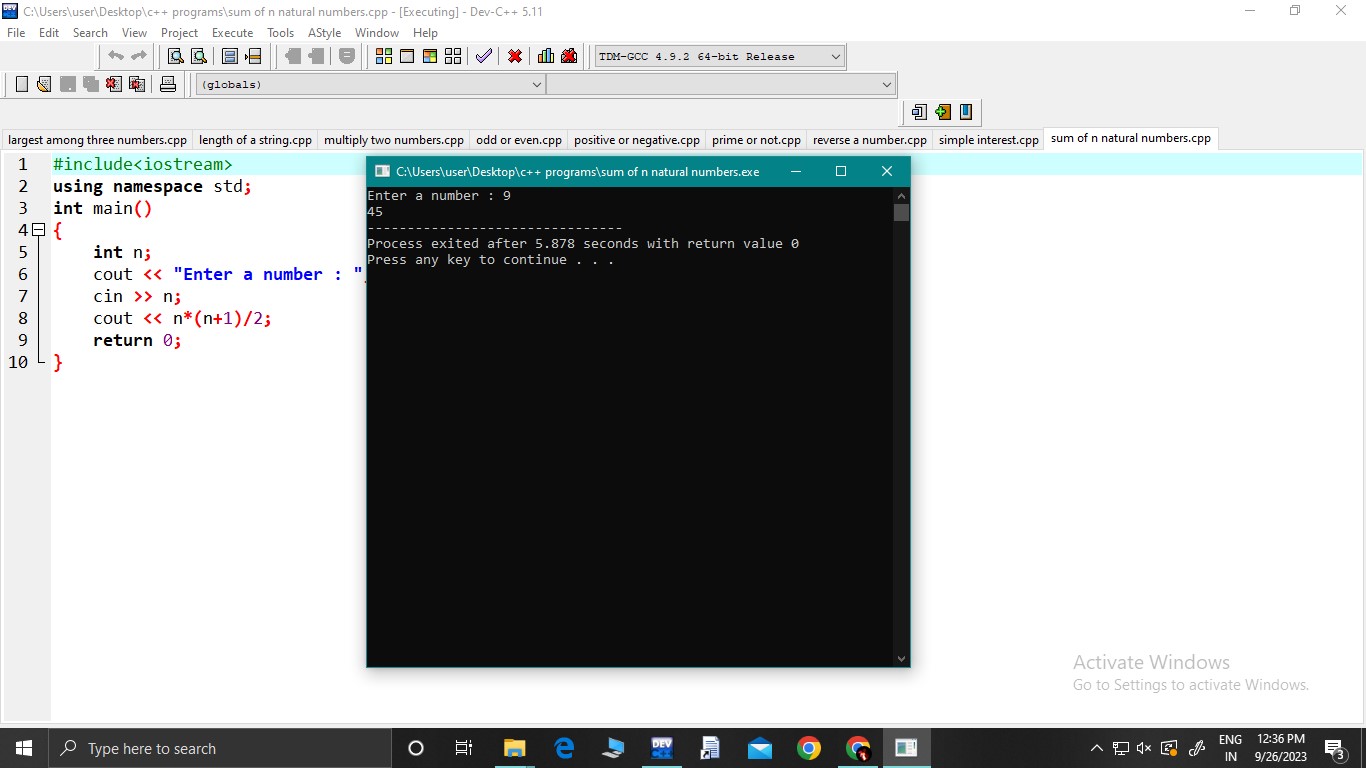 C:\Users\user\Desktop\c++ programs\sum of n natural numbers.cpp - [Executing] - Dev-C++ 5.11
File Edit Search View Project Execute Tools AStyle Window Help
TDM-GCC 4.9.2 64-bit Release
(globals)
largest among three numbers.cpp length of a string.cpp multiply two numbers.cpp odd or even.cpp positive or negative.cpp prime or not.cpp reverse a number.cpp simple interest.cpp sum of n natural numbers.cpp
1 #include<iostream>
2 using namespace std;
3 int main()
4 {
5 int n;
6 cout << "Enter a number : "
7 cin >> n;
8 cout << n*(n+1)/2;
9 return 0;
10 }
C:\Users\user\Desktop\c++ programs\sum of n natural numbers.exe
Enter a number : 9
45
--------------------------------
Process exited after 5.878 seconds with return value 0
Press any key to continue . . .
Activate Windows
Go to Settings to activate Windows.
Type here to search
DEV
ENG
IN
12:36 PM
9/26/2023
3